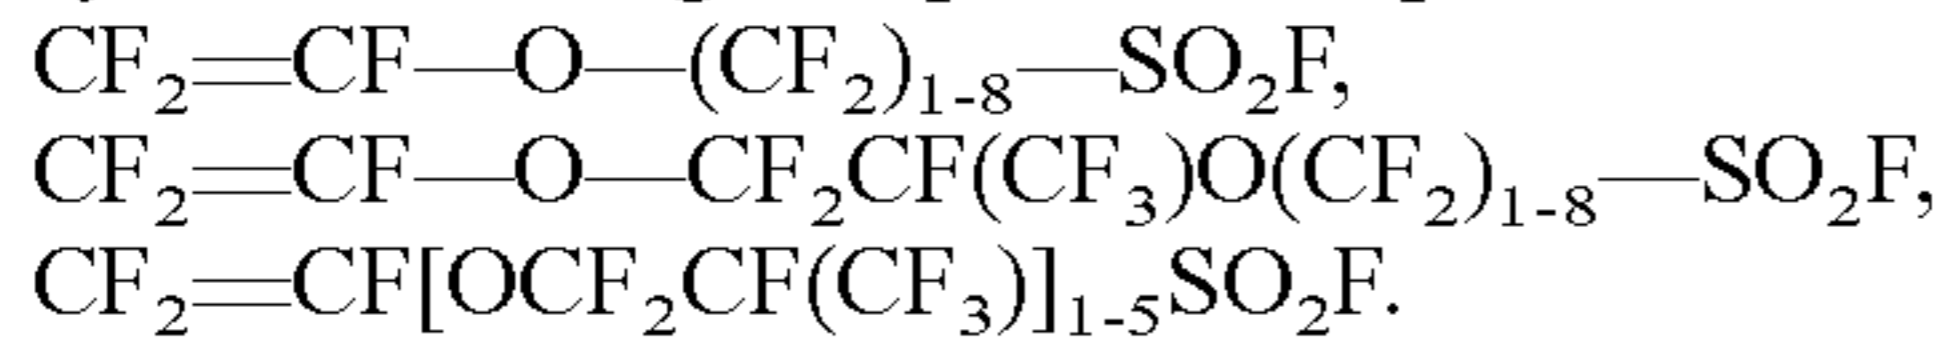 CF₂═CF—O—(CF₂)₁₋₈—SO₂F,
CF₂═CF—O—CF₂CF(CF₃)O(CF₂)₁₋₈—SO₂F,
CF₂═CF[OCF₂CF(CF₃)]₁₋₅SO₂F.